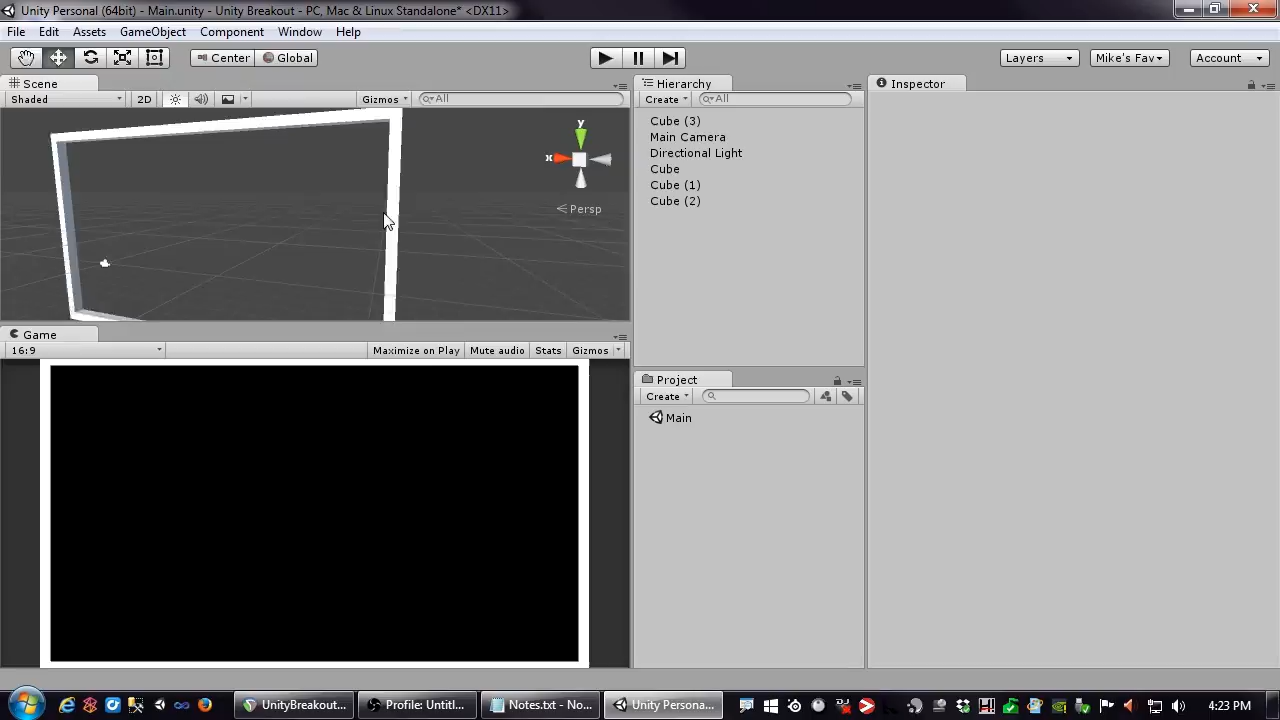 Unity Personal (64bit) - Main.unity - Unity Breakout - PC, Mac & Linux Standalone* <DX11>
File Edit Assets GameObject Component Window Help
Center Global Layers Mike's Fav Account
Scene Hierarchy Inspector
Shaded 2D Gizmos All Create All
Cube (3)
Main Camera
Directional Light
Cube
Cube (1)
Cube (2)
y
x
Persp
Game
16:9 Maximize on Play Mute audio Stats Gizmos
Project
Create
Main
UnityBreakout... Profile: Untitl... Notes.txt - No... Unity Persona... 4:23 PM